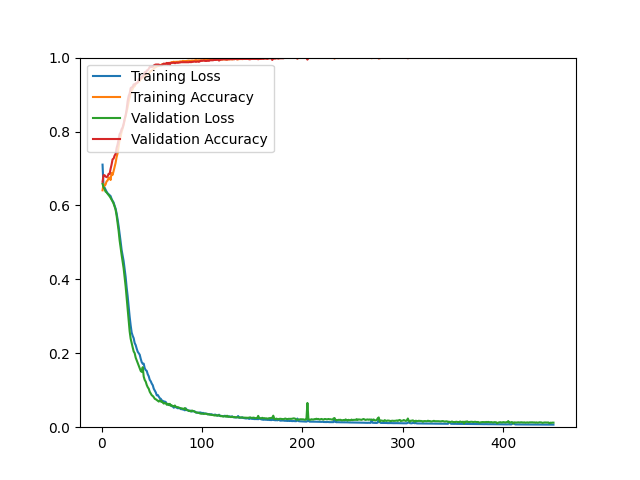 1.0
0.8
0.6
0.4
0.2
0.0
Training Loss
Training Accuracy
Validation Loss
Validation Accuracy
0 100 200 300 400